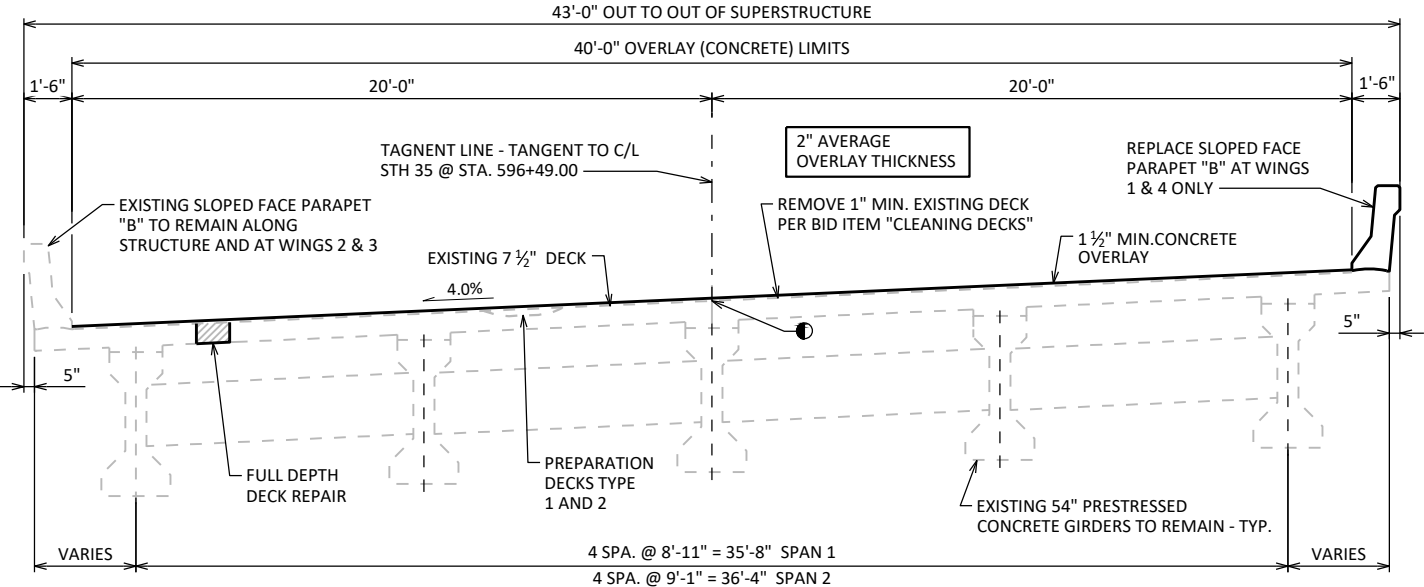 43'-0" OUT TO OUT OF SUPERSTRUCTURE
40'-0" OVERLAY (CONCRETE) LIMITS
1'-6"
20'-0"
20'-0"
1'-6"
TAGNENT LINE - TANGENT TO C/L
STH 35 @ STA. 596+49.00
2" AVERAGE
OVERLAY THICKNESS
REPLACE SLOPED FACE
PARAPET "B" AT WINGS
1 & 4 ONLY
EXISTING SLOPED FACE PARAPET
"B" TO REMAIN ALONG
STRUCTURE AND AT WINGS 2 & 3
REMOVE 1" MIN. EXISTING DECK
PER BID ITEM "CLEANING DECKS"
EXISTING 7 ½" DECK
1 ½" MIN.CONCRETE
OVERLAY
4.0%
5"
5"
FULL DEPTH
DECK REPAIR
PREPARATION
DECKS TYPE
1 AND 2
EXISTING 54" PRESTRESSED
CONCRETE GIRDERS TO REMAIN - TYP.
VARIES
4 SPA. @ 8'-11" = 35'-8" SPAN 1
4 SPA. @ 9'-1" = 36'-4" SPAN 2
VARIES